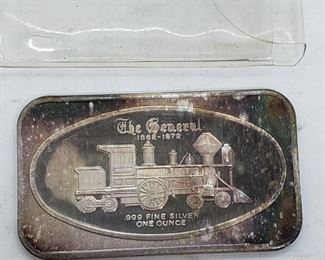 The General
1862-1972
.999 FINE SILVER
ONE OUNCE